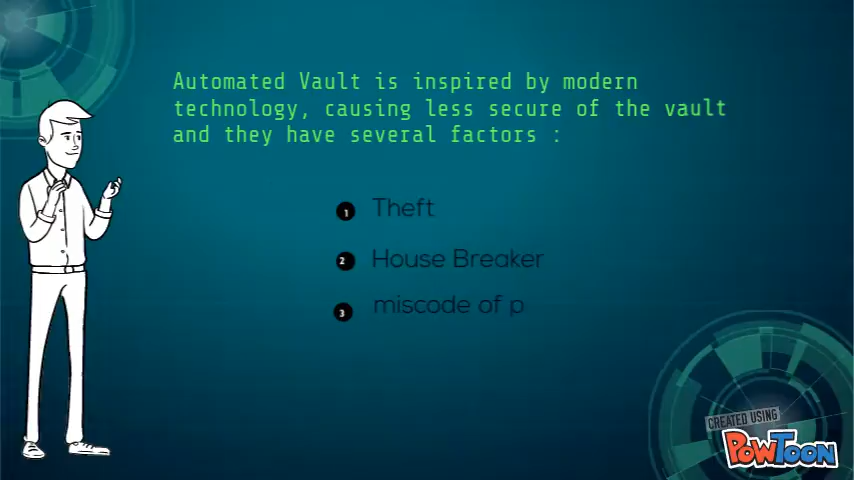 Automated Vault is inspired by modern
technology, causing less secure of the vault
and they have several factors :
1 Theft
2 House Breaker
3 miscode of p
CREATED USING
POWTOON